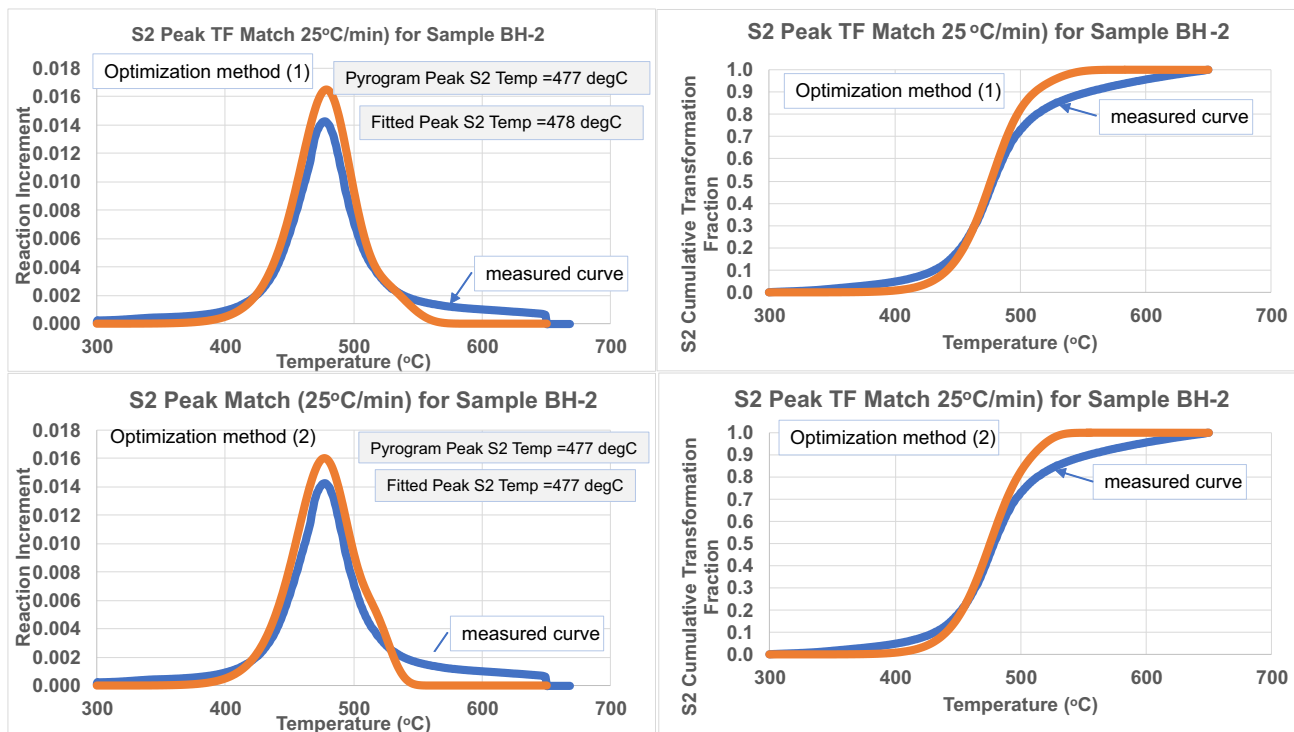 S2 Peak TF Match 25°C/min) for Sample BH-2
Optimization method (1)
Pyrogram Peak S2 Temp =477 degC
Fitted Peak S2 Temp =478 degC
measured curve
Reaction Increment
0.018
0.016
0.014
0.012
0.010
0.008
0.006
0.004
0.002
0.000
300 400 500 600 700
Temperature (°C)
S2 Peak TF Match 25 °C/min) for Sample BH-2
Optimization method (1)
measured curve
S2 Cumulative Transformation
Fraction
1.0
0.9
0.8
0.7
0.6
0.5
0.4
0.3
0.2
0.1
0.0
300 400 500 600 700
Temperature (°C)
S2 Peak Match (25°C/min) for Sample BH-2
Optimization method (2)
Pyrogram Peak S2 Temp =477 degC
Fitted Peak S2 Temp =477 degC
measured curve
Reaction Increment
0.018
0.016
0.014
0.012
0.010
0.008
0.006
0.004
0.002
0.000
300 400 500 600 700
Temperature (°C)
S2 Peak TF Match 25°C/min) for Sample BH-2
Optimization method (2)
measured curve
S2 Cumulative Transformation
Fraction
1.0
0.9
0.8
0.7
0.6
0.5
0.4
0.3
0.2
0.1
0.0
300 400 500 600 700
Temperature (°C)